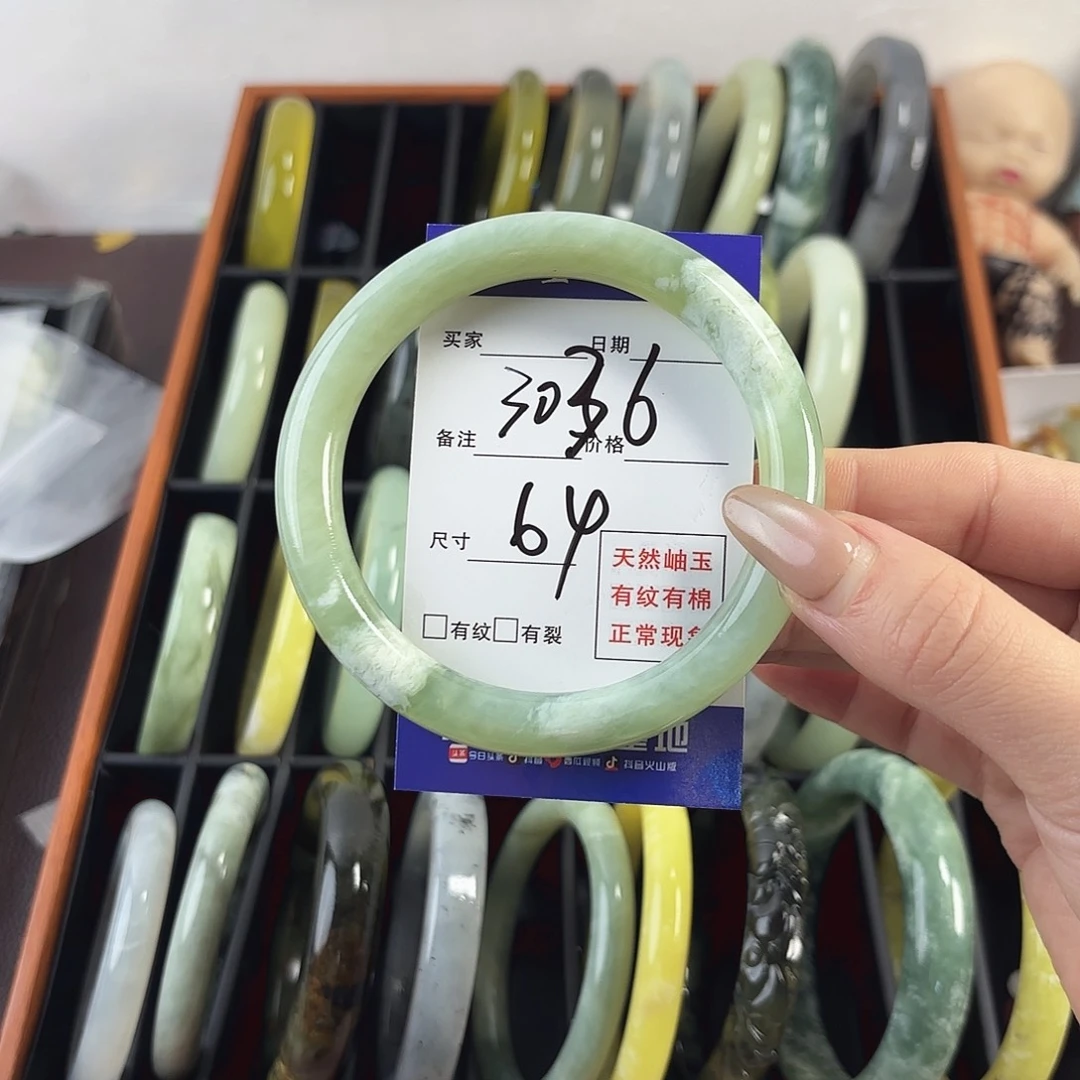 买家 日期
3036
备注 价格
尺寸 64
天然岫玉
有纹有棉
正常现
有纹 有裂